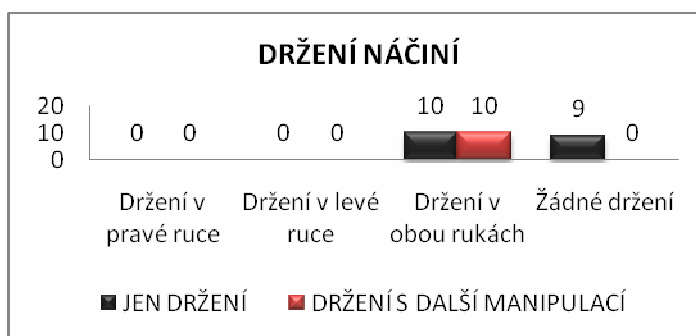 DRŽENÍ NÁČINÍ
20
10
0
0 0 0 0 10 10 9 0
Držení v pravé ruce
Držení v levé ruce
Držení v obou rukách
Žádné držení
JEN DRŽENÍ
DRŽENÍ S DALŠÍ MANIPULACÍ